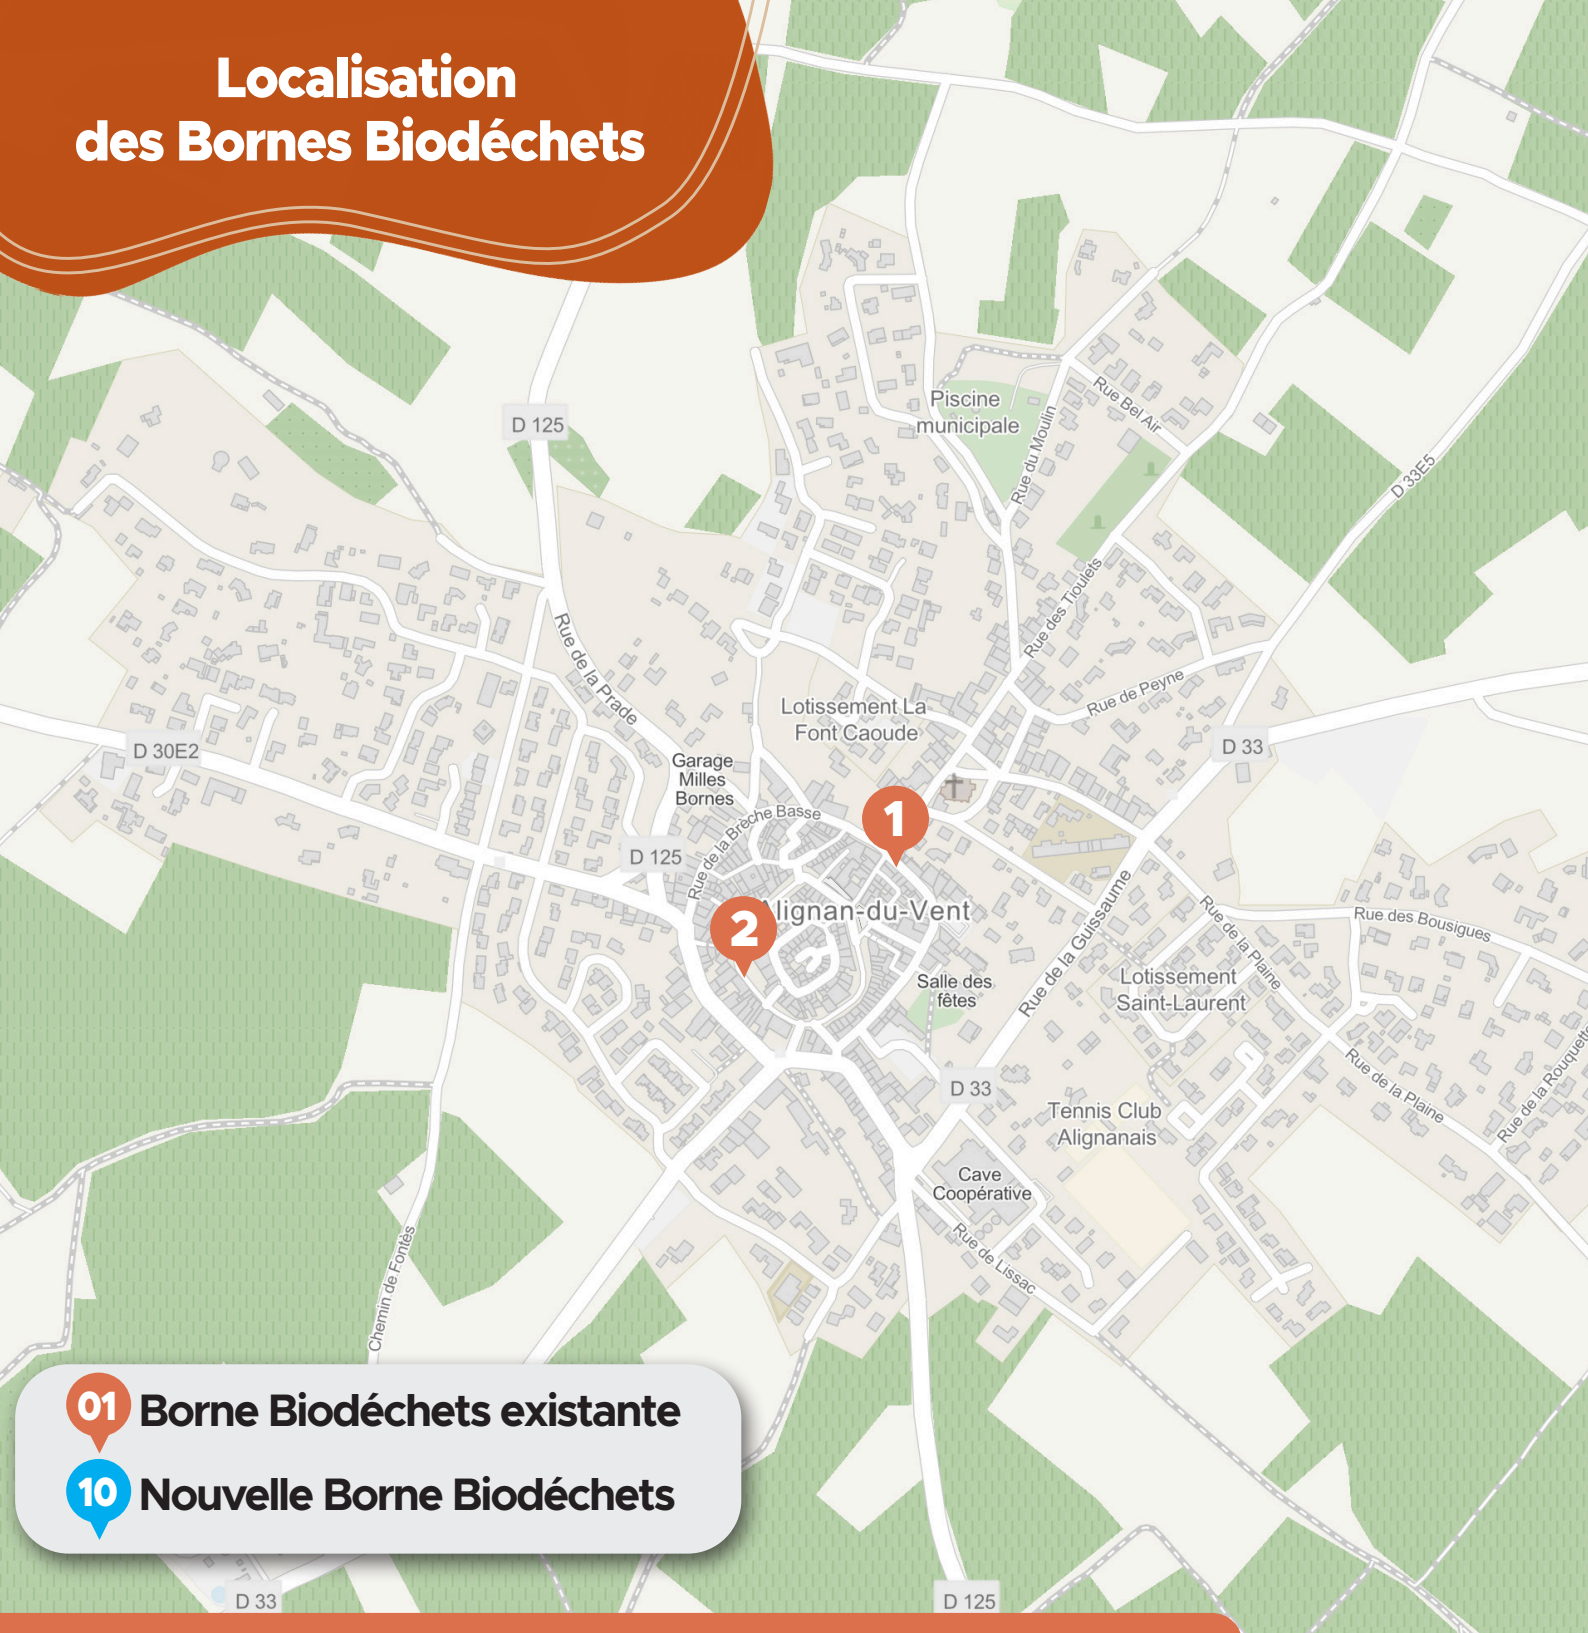 Localisation
des Bornes Biodéchets
D 125
Piscine
municipale
Rue Bel Air
Rue du Moulin
D 33E5
Rue des Tioulets
Rue de la Prade
Rue de Peyne
Lotissement La
Font Caoude
D 30E2
D 33
Garage
Milles
Bornes
Rue de la Brèche Basse
1
D 125
Rue de la Guissaume
2
Alignan-du-Vent
Rue de la Plaine
Rue des Bousigues
Salle des
fêtes
Lotissement
Saint-Laurent
D 33
Rue de la Plaine
Rue de la Rouquette
Tennis Club
Alignanais
Cave
Coopérative
Rue de Lissac
Chemin de Fontès
01 Borne Biodéchets existante
10 Nouvelle Borne Biodéchets
D 33
D 125